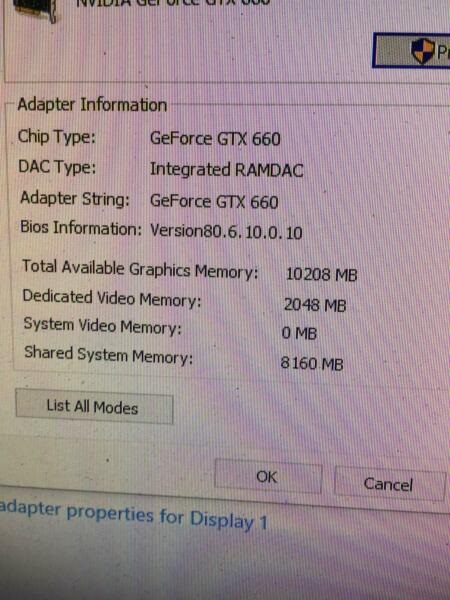 NVIDIA GeForce GTX 660
Adapter Information
Chip Type: GeForce GTX 660
DAC Type: Integrated RAMDAC
Adapter String: GeForce GTX 660
Bios Information: Version80.6.10.0.10
Total Available Graphics Memory: 10208 MB
Dedicated Video Memory: 2048 MB
System Video Memory: 0 MB
Shared System Memory: 8160 MB
List All Modes
OK Cancel
adapter properties for Display 1